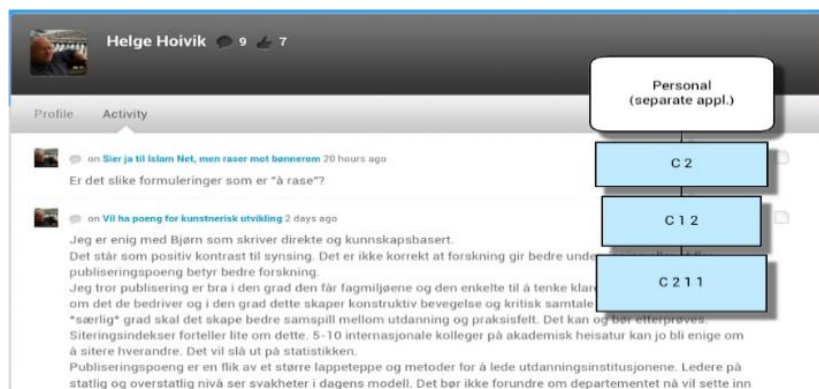 Helge Hoivik 9 7
Personal
(separate appl.)
Profile Activity
C 2
on Sier ja til Islam Net, men raser mot bønnerom 20 hours ago
Er det slike formuleringer som er "å rase"?
C 1 2
on Vil ha poeng for kunstnerisk utvikling 2 days ago
Jeg er enig med Bjørn som skriver direkte og kunnskapsbasert.
Det står som positiv kontrast til synsing. Det er ikke korrekt at forskning gir bedre
publiseringspoeng betyr bedre forskning.
C 2 1 1
Jeg tror publisering er bra i den grad den får fagmiljøene og den enkelte til å tenke
om det de bedriver og i den grad dette skaper konstruktiv bevegelse og kritisk samtale
*særlig* grad skal det skape bedre samspill mellom utdanning og praksisfelt. Det kan og bør etterprøves.
Siteringsindekser forteller lite om dette. 5-10 internasjonale kolleger på akademisk heisatur kan jo bli enige om
å sitere hverandre. Det vil slå ut på statistikken.
Publiseringspoeng er en flik av et større lappeteppe og metoder for å lede utdanningsinstitusjonene. Ledere på
statlig og overstatlig nivå ser svakheter i dagens modell. Det bør ikke forundre om departementet nå vil sette inn